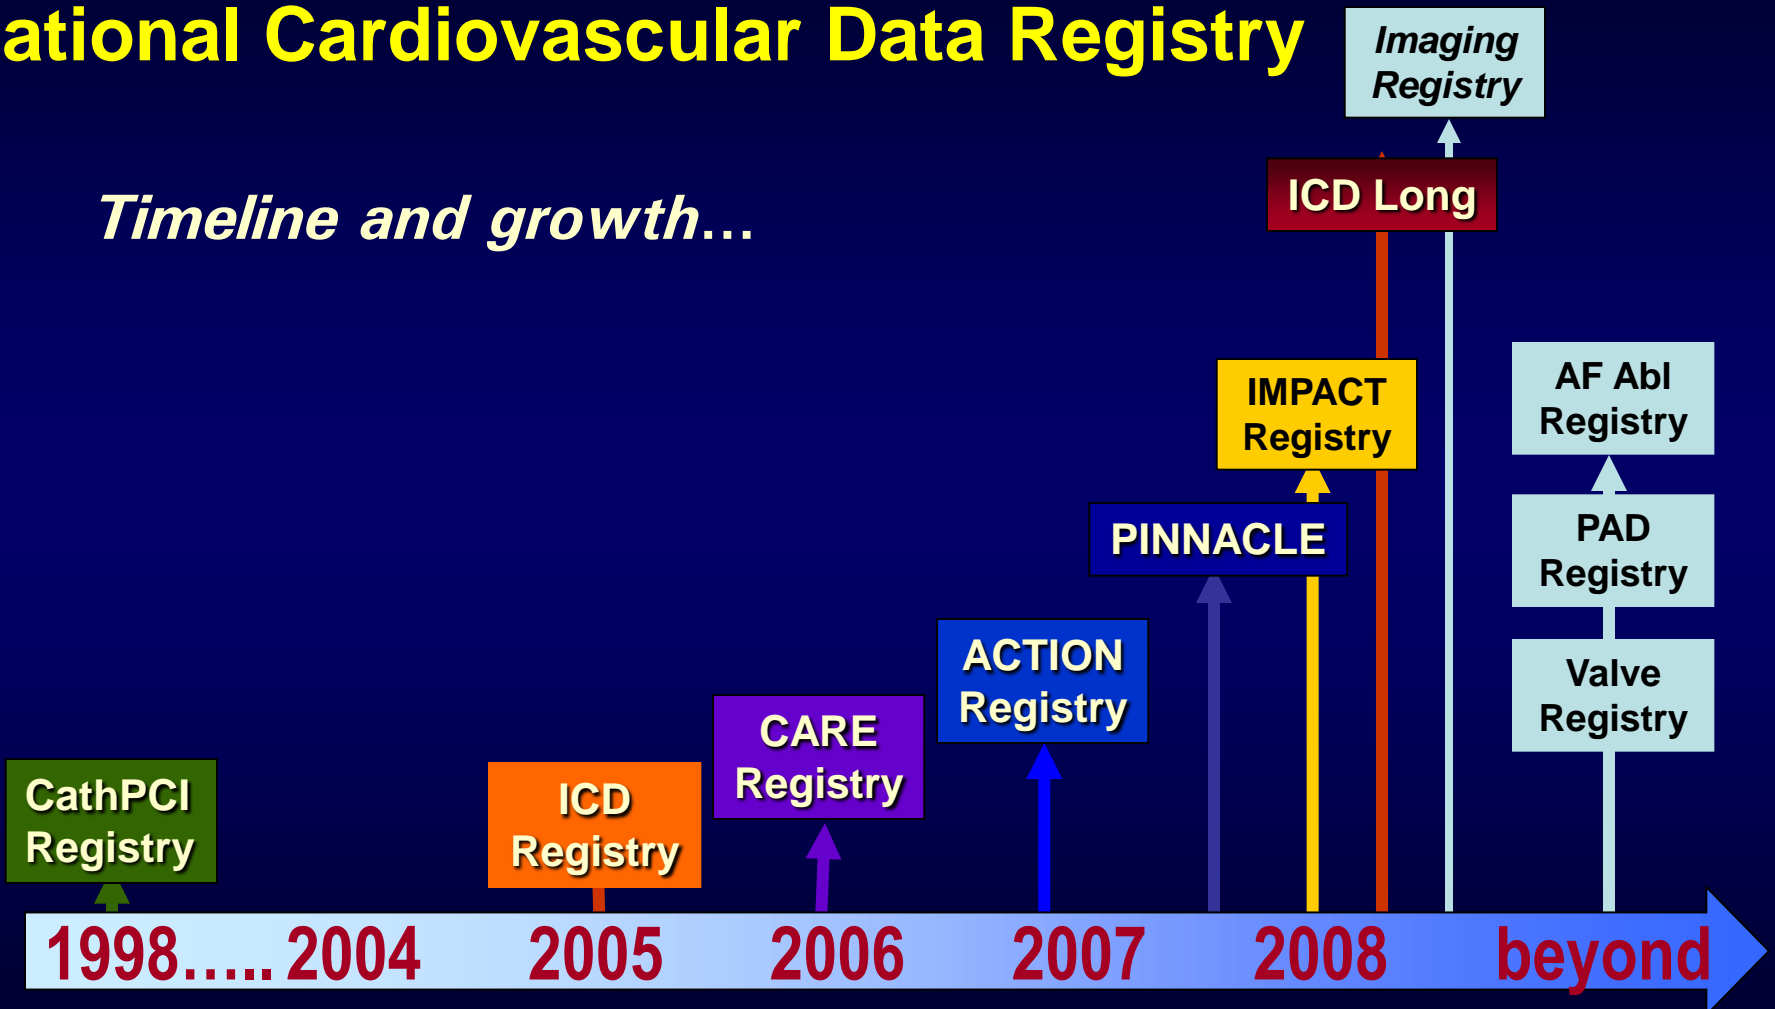 ational Cardiovascular Data Registry
Imaging
Registry
Timeline and growth...
ICD Long
IMPACT
Registry
AF Abl
Registry
PINNACLE
PAD
Registry
ACTION
Registry
Valve
Registry
CARE
Registry
CathPCI
Registry
ICD
Registry
1998..... 2004 2005 2006 2007 2008 beyond